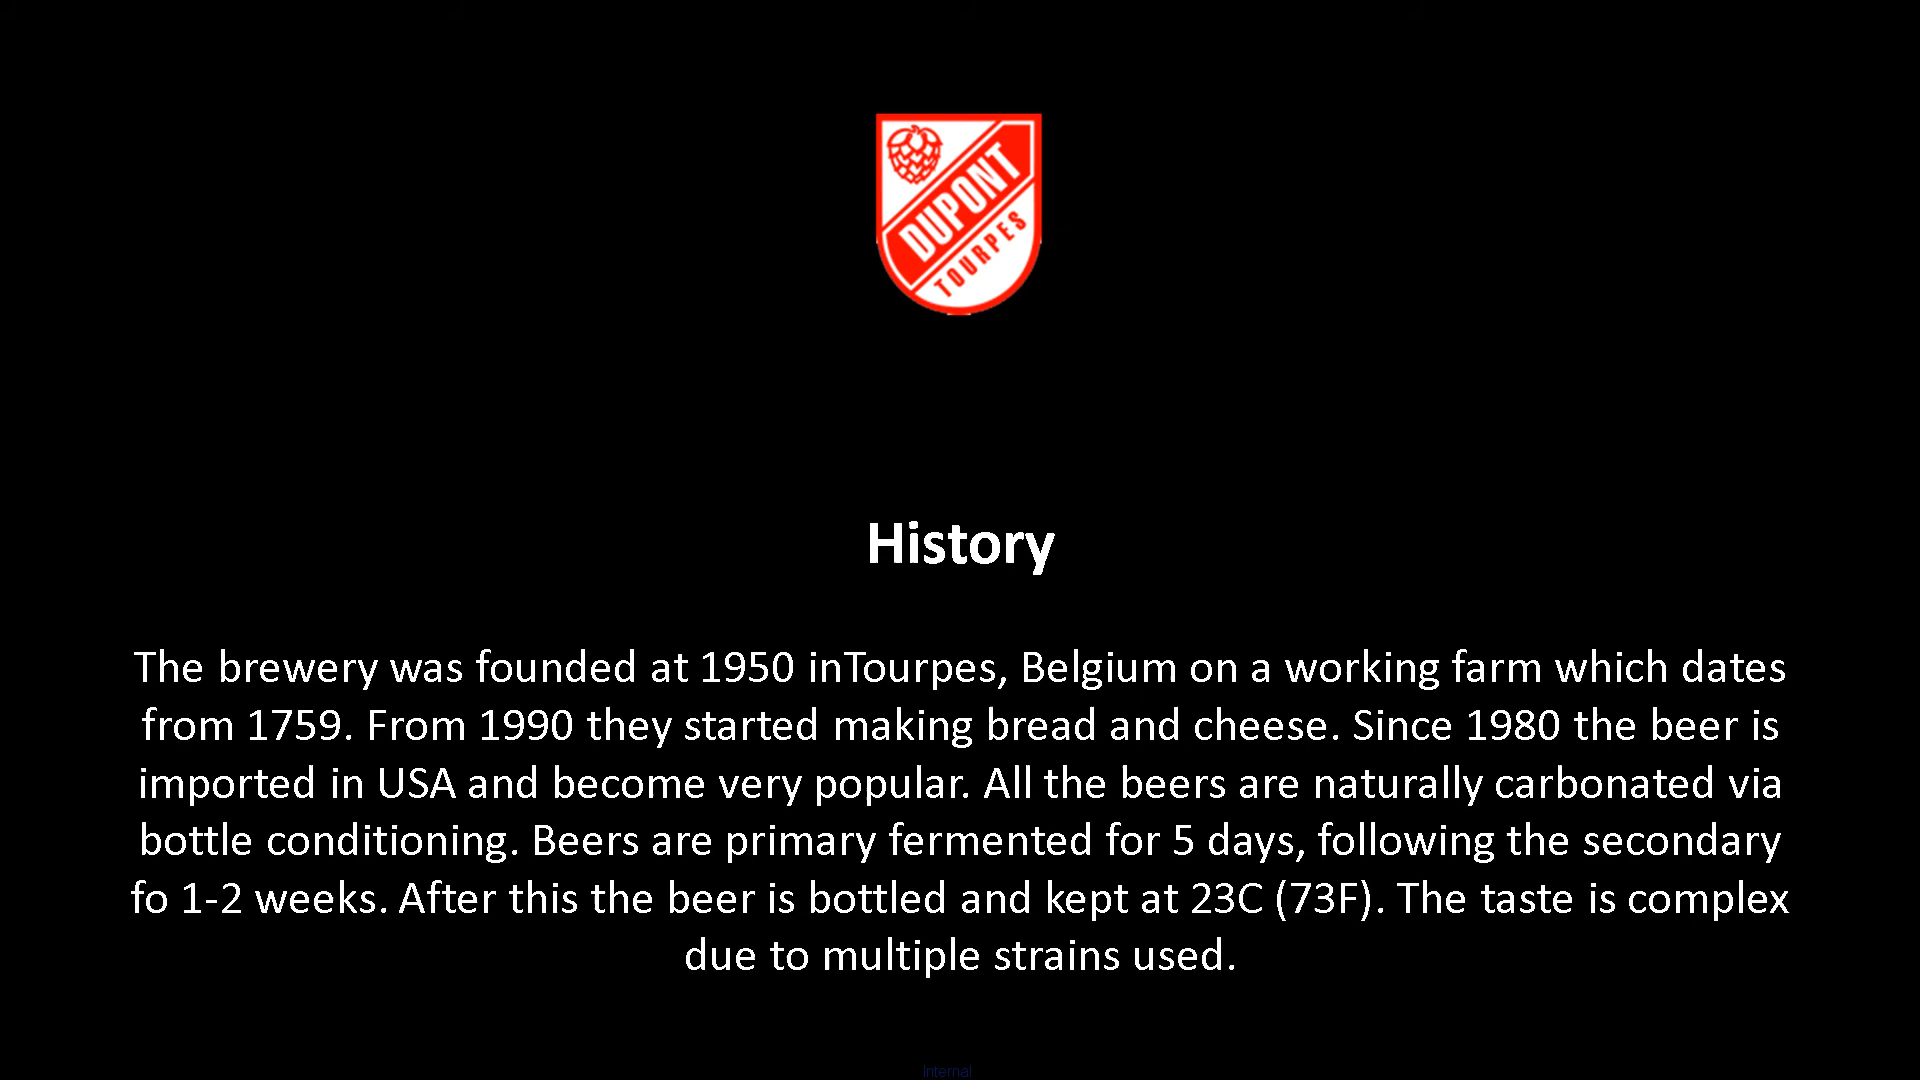 DUPONT
TOURPES
History
The brewery was founded at 1950 inTourpes, Belgium on a working farm which dates
from 1759. From 1990 they started making bread and cheese. Since 1980 the beer is
imported in USA and become very popular. All the beers are naturally carbonated via
bottle conditioning. Beers are primary fermented for 5 days, following the secondary
fo 1-2 weeks. After this the beer is bottled and kept at 23C (73F). The taste is complex
due to multiple strains used.
Internal